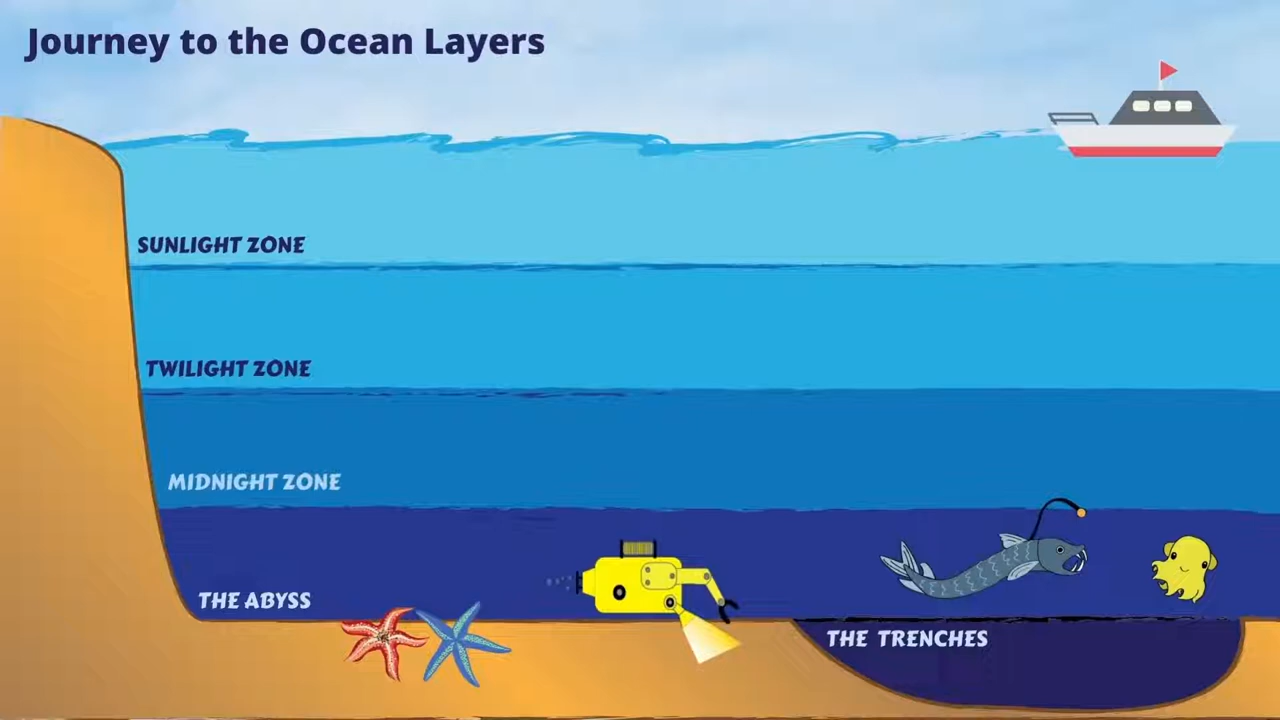 Journey to the Ocean Layers
SUNLIGHT ZONE
TWILIGHT ZONE
MIDNIGHT ZONE
THE ABYSS
THE TRENCHES